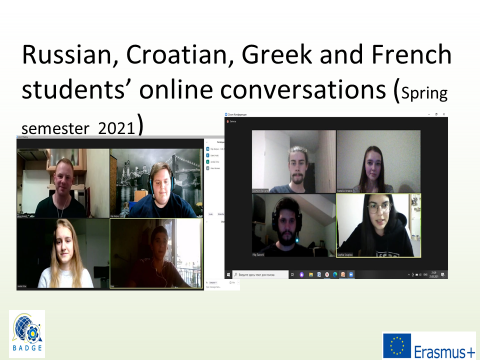 Russian, Croatian, Greek and French
students’ online conversations (Spring
semester 2021)
BADGE
Erasmus+